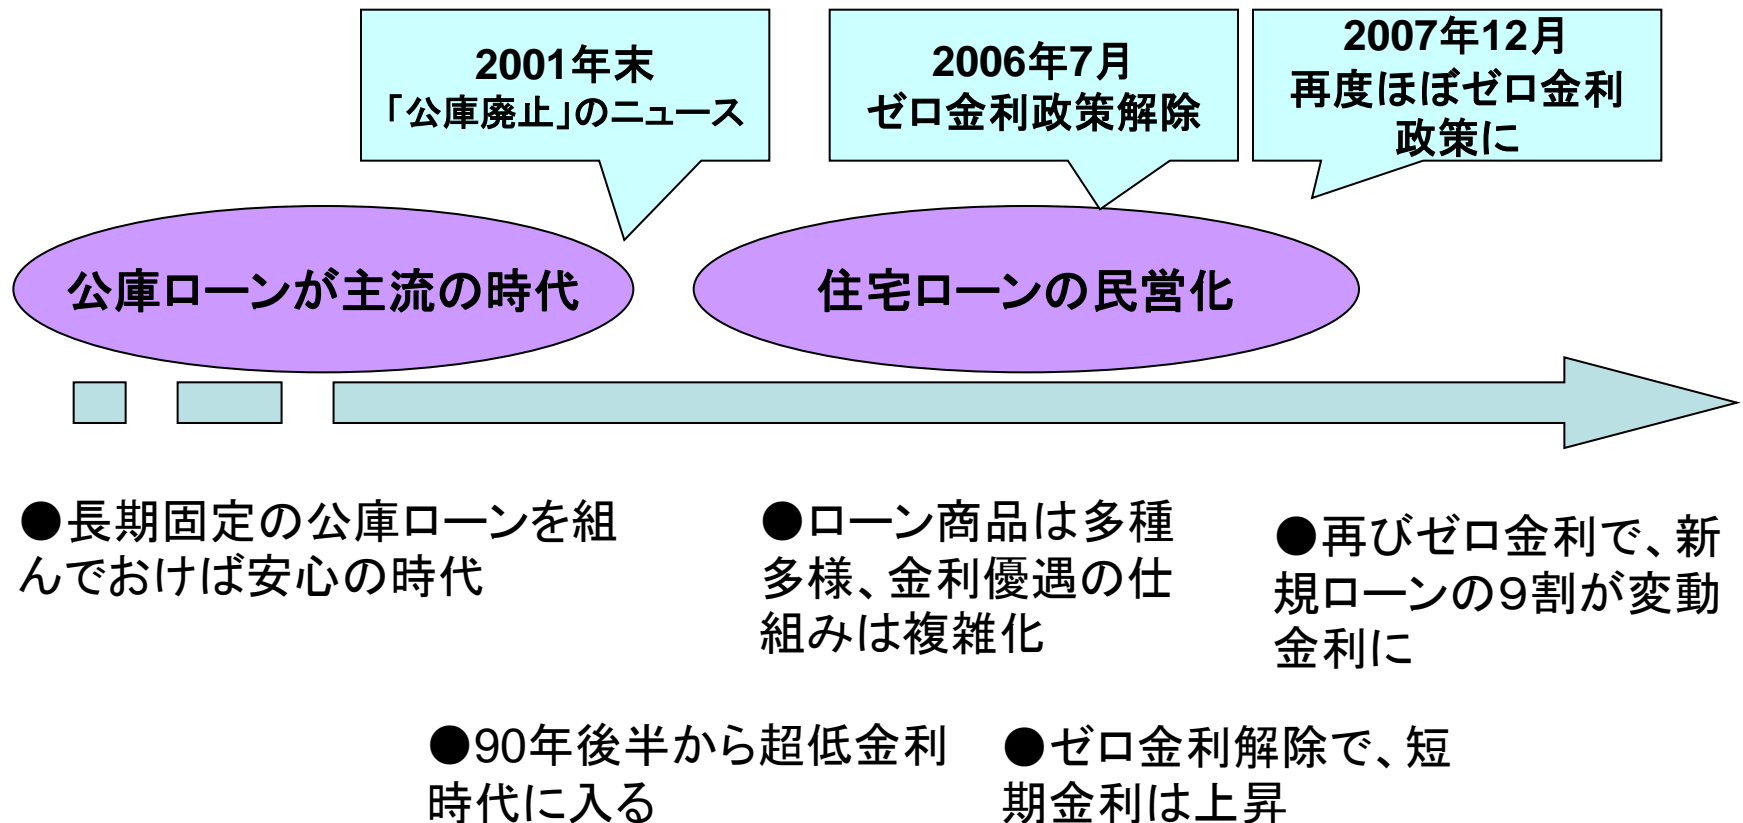 2001年末
「公庫廃止」のニュース
2006年7月
ゼロ金利政策解除
2007年12月
再度ほぼゼロ金利
政策に
公庫ローンが主流の時代
住宅ローンの民営化
●長期固定の公庫ローンを組
んでおけば安心の時代
●ローン商品は多種
多様、金利優遇の仕
組みは複雑化
●再びゼロ金利で、新
規ローンの９割が変動
金利に
●90年後半から超低金利
時代に入る
●ゼロ金利解除で、短
期金利は上昇